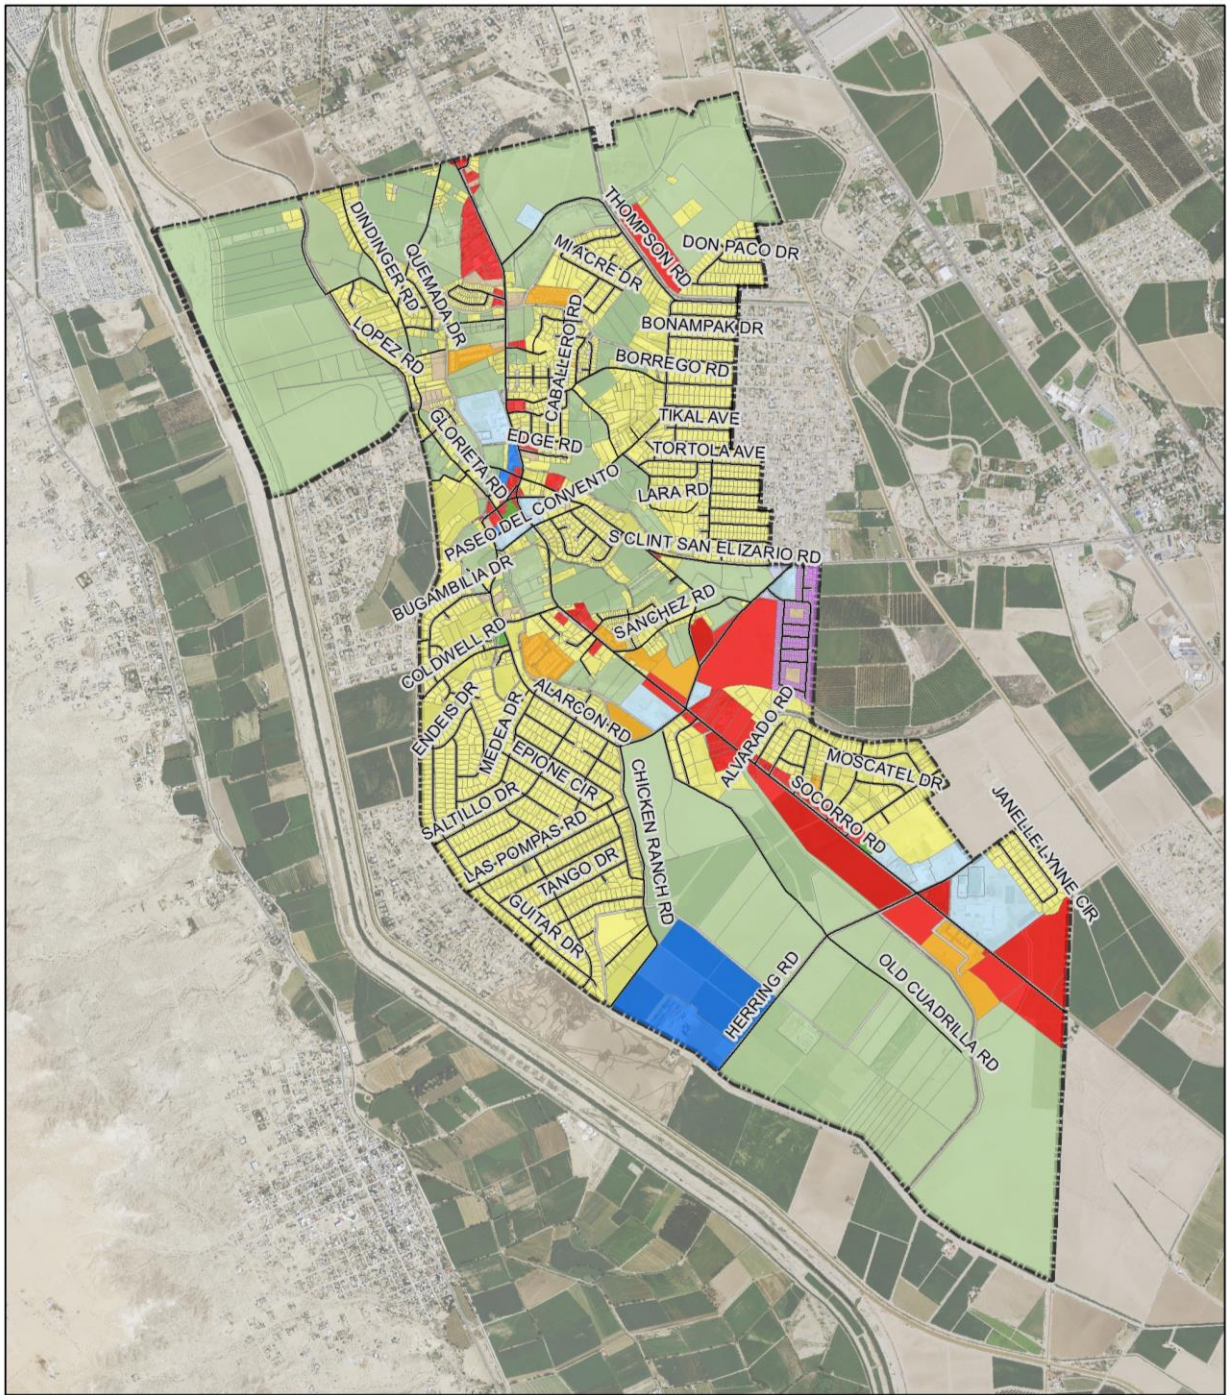 THOMPSON RD
DON PACO DR
DINDINGER RD
QUEMADA DR
MI ACRE DR
LOPEZ RD
BONAMPAK DR
CABALLERO RD
BORREGO RD
TIKAL AVE
GLORIETA RD
EDGE RD
TORTOLA AVE
LARA RD
PASEO DEL CONVENTO
S CLINT SAN ELIZARIO RD
BUGAMBILIA DR
SANCHEZ RD
COLDWELL RD
ENDEIS DR
MEDEA DR
ALARCON RD
ALVARADO RD
MOSCATEL DR
EPIONE CIR
CHICKEN RANCH RD
SOCORRO RD
JANELLE-LYNNE CIR
SALTILLO DR
LAS POMPAS RD
TANGO DR
GUITAR DR
HERRING RD
OLD CUADRILLA RD